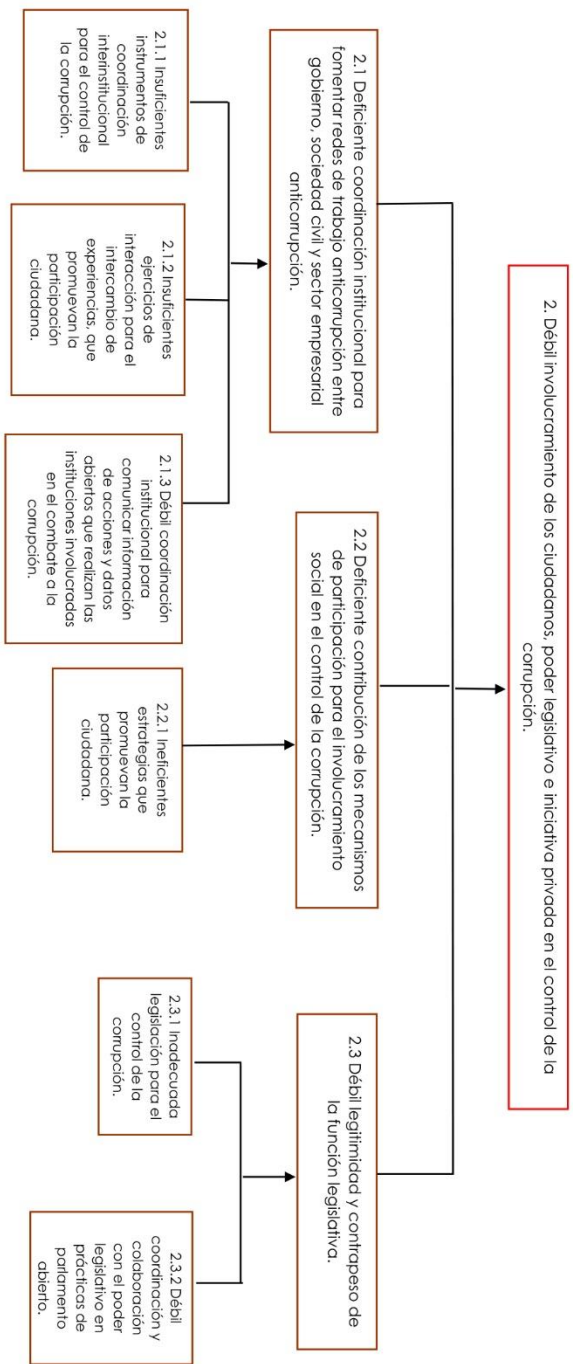 2. Débil involucramiento de los ciudadanos, poder legislativo e iniciativa privada en el control de la
corrupción.
2.1 Deficiente coordinación institucional para
fomentar redes de trabajo anticorrupción entre
gobierno, sociedad civil y sector empresarial
anticorrupción.
2.2 Deficiente contribución de los mecanismos
de participación para el involucramiento
social en el control de la corrupción.
2.3 Débil legitimidad y contrapeso de
la función legislativa.
2.1.1 Insuficientes
instrumentos de
coordinación
interinstitucional
para el control de
la corrupción.
2.1.2 Insuficientes
ejercicios de
interacción para el
intercambio de
experiencias, que
promuevan la
participación
ciudadana.
2.1.3 Débil coordinación
institucional para
comunicar información
de acciones y datos
abiertos que realizan las
instituciones involucradas
en el combate a la
corrupción.
2.2.1 Ineficientes
estrategias que
promuevan la
participación
ciudadana.
2.3.1 Inadecuada
legislación para el
control de la
corrupción.
2.3.2 Débil
coordinación y
colaboración
con el poder
legislativo en
prácticas de
parlamento
abierto.